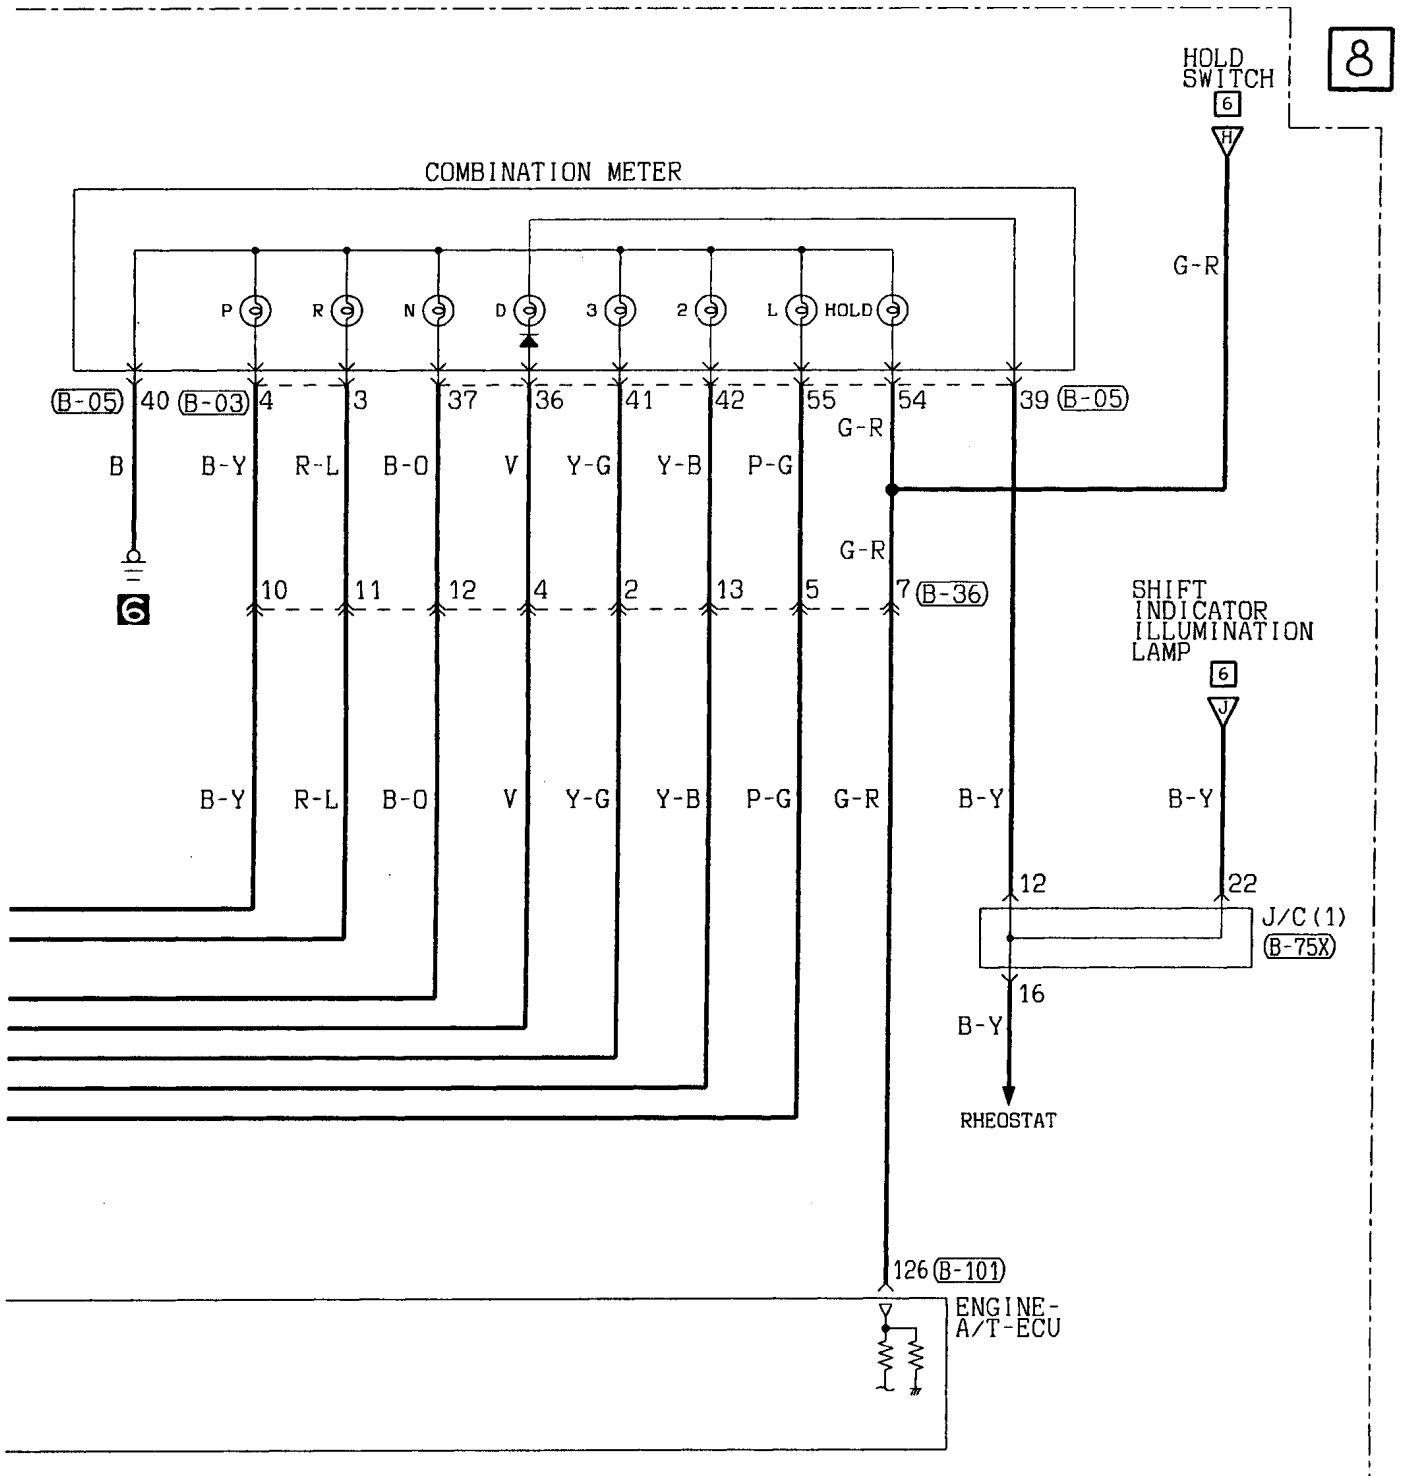 8
HOLD
SWITCH
6
H
COMBINATION METER
G-R
P R N D 3 2 L HOLD
B-05 40 B-03 4 3 37 36 41 42 55 54 39 B-05
G-R
B B-Y R-L B-O V Y-G Y-B P-G
G-R
10 11 12 4 2 13 5 7 B-36
6
SHIFT
INDICATOR
ILLUMINATION
LAMP
6
J
B-Y R-L B-O V Y-G Y-B P-G G-R B-Y B-Y
12 22
J/C(1)
B-75X
16
B-Y
RHEOSTAT
126 B-101
ENGINE-
A/T-ECU